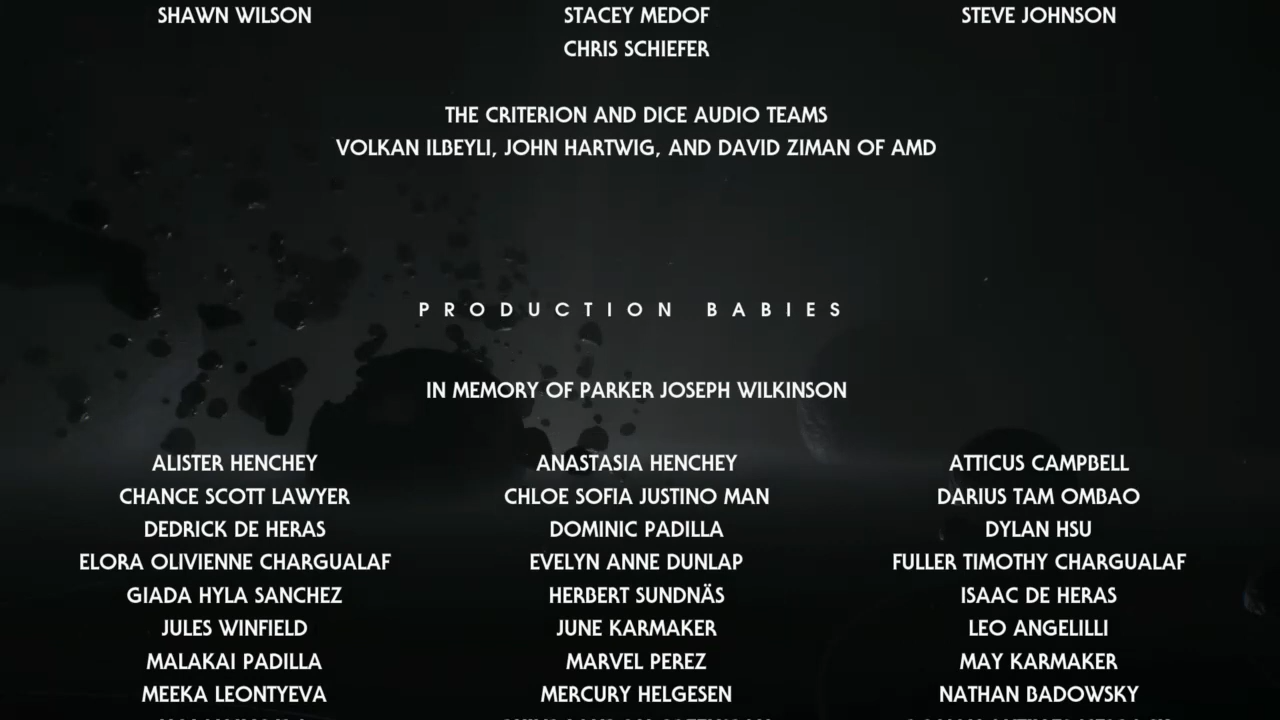 SHAWN WILSON STACEY MEDOF STEVE JOHNSON
CHRIS SCHIEFER
THE CRITERION AND DICE AUDIO TEAMS
VOLKAN ILBEYLI, JOHN HARTWIG, AND DAVID ZIMAN OF AMD
PRODUCTION BABIES
IN MEMORY OF PARKER JOSEPH WILKINSON
ALISTER HENCHEY ANASTASIA HENCHEY ATTICUS CAMPBELL
CHANCE SCOTT LAWYER CHLOE SOFIA JUSTINO MAN DARIUS TAM OMBAO
DEDRICK DE HERAS DOMINIC PADILLA DYLAN HSU
ELORA OLIVIENNE CHARGUALAF EVELYN ANNE DUNLAP FULLER TIMOTHY CHARGUALAF
GIADA HYLA SANCHEZ HERBERT SUNDNÄS ISAAC DE HERAS
JULES WINFIELD JUNE KARMAKER LEO ANGELILLI
MALAKAI PADILLA MARVEL PEREZ MAY KARMAKER
MEEKA LEONTYEVA MERCURY HELGESEN NATHAN BADOWSKY